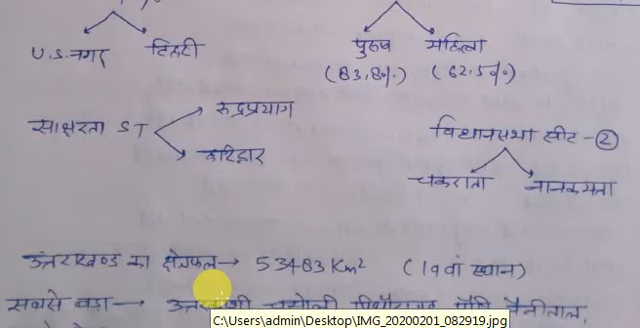 U.S. नगर टिहरी
पुरुष महिला
(83.8%) (62.5%)
साक्षरता ST रुद्रप्रयाग
हरिद्वार
विधानसभा सीट - 2
चकराता नानकमत्ता
उत्तराखण्ड का क्षेत्रफल → 53483 Km² (19वां स्थान)
सबसे बड़ा → उत्तरकाशी चमोली पिथौरागढ़ पौड़ी नैनीताल,
C:\Users\admin\Desktop\IMG_20200201_082919.jpg